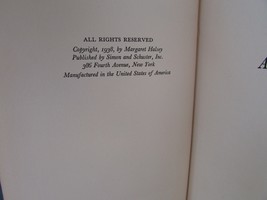 ALL RIGHTS RESERVED
Copyright, 1938, by Margaret Halsey
Published by Simon and Schuster, Inc.
386 Fourth Avenue, New York
Manufactured in the United States of America
A